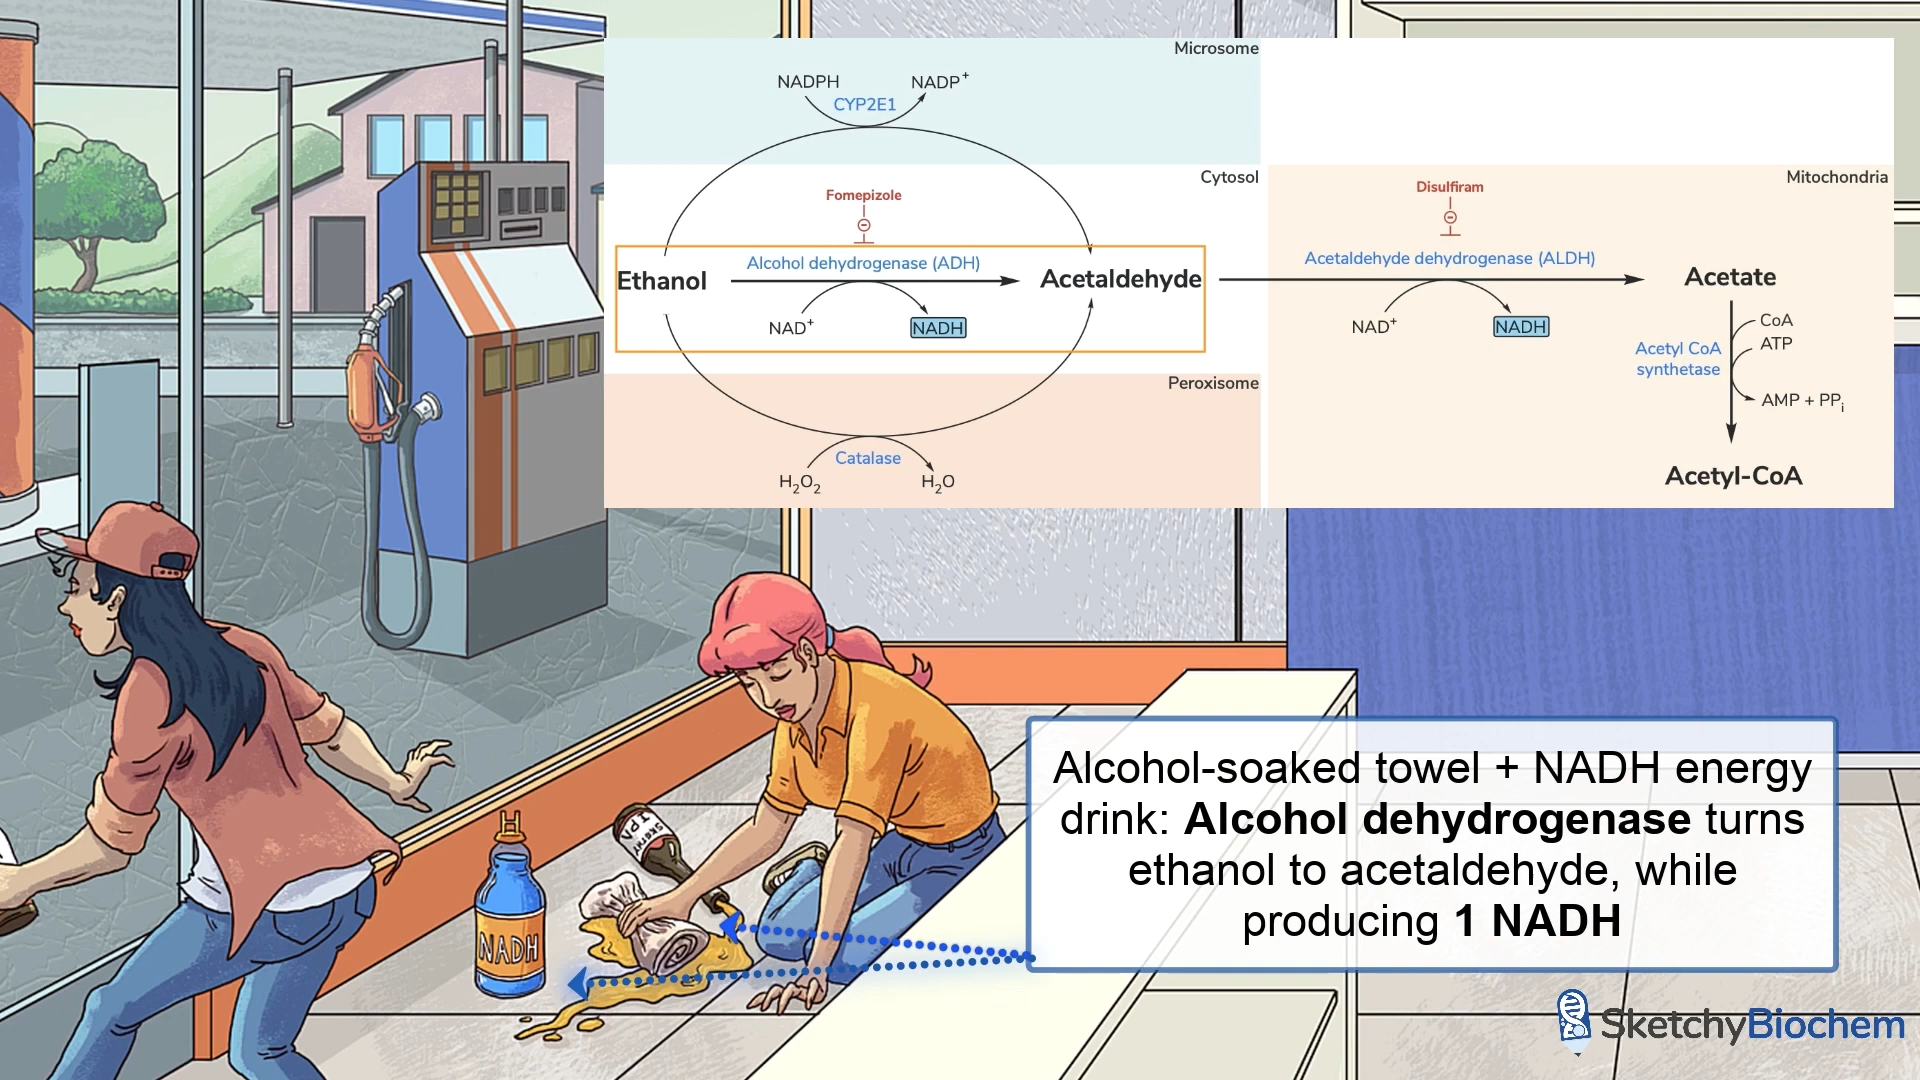 Microsome
NADPH
NADP+
CYP2E1
Cytosol
Mitochondria
Fomepizole
Disulfiram
Ethanol
Alcohol dehydrogenase (ADH)
Acetaldehyde
Acetaldehyde dehydrogenase (ALDH)
Acetate
NAD+
NADH
NAD+
NADH
CoA
ATP
Acetyl CoA
synthetase
AMP + PPi
Peroxisome
Catalase
H2O2
H2O
Acetyl-CoA
SKETCHY
IPA
NADH
Alcohol-soaked towel + NADH energy
drink: Alcohol dehydrogenase turns
ethanol to acetaldehyde, while
producing 1 NADH
SketchyBiochem